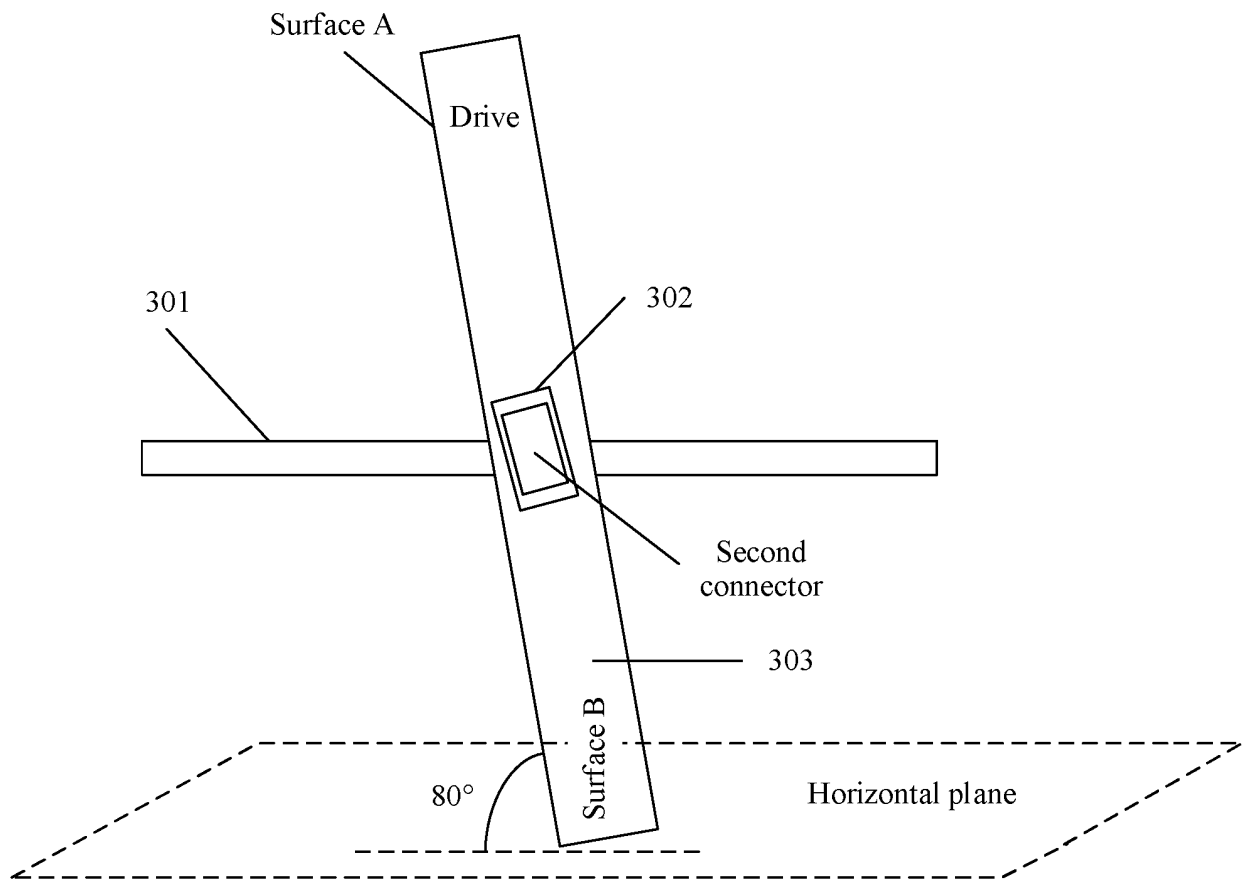 Surface A
Drive
301
302
Second
connector
303
Surface B
80°
Horizontal plane